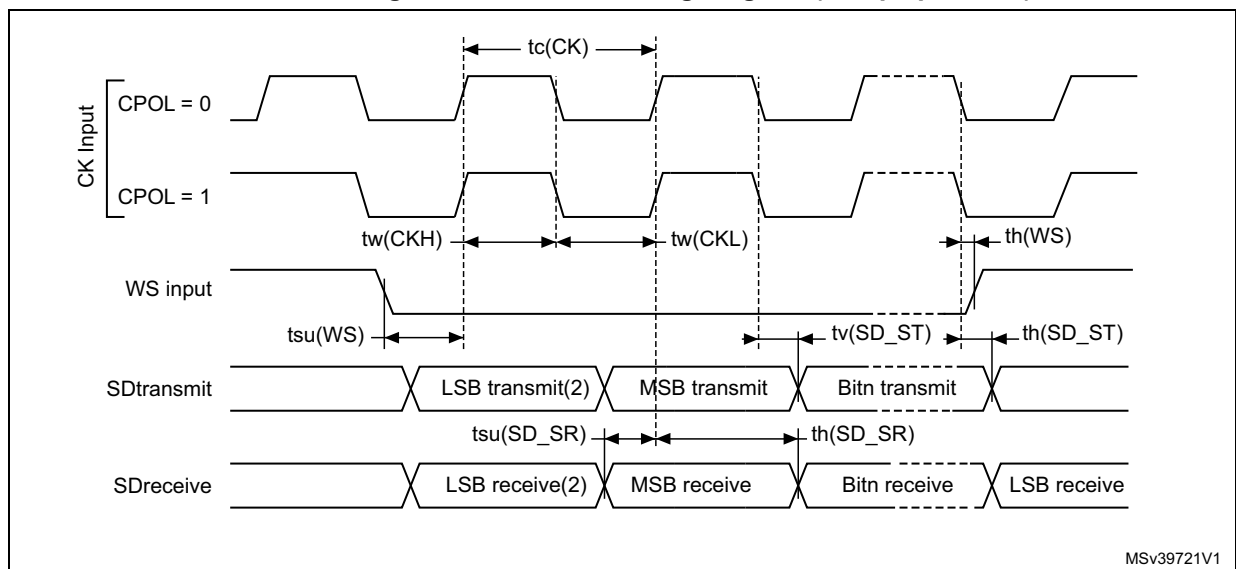 tc(CK)
CK Input
CPOL = 0
CPOL = 1
tw(CKH)
tw(CKL)
th(WS)
WS input
tsu(WS)
tv(SD_ST)
th(SD_ST)
SDtransmit
LSB transmit(2)
MSB transmit
Bitn transmit
tsu(SD_SR)
th(SD_SR)
SDreceive
LSB receive(2)
MSB receive
Bitn receive
LSB receive
MSv39721V1